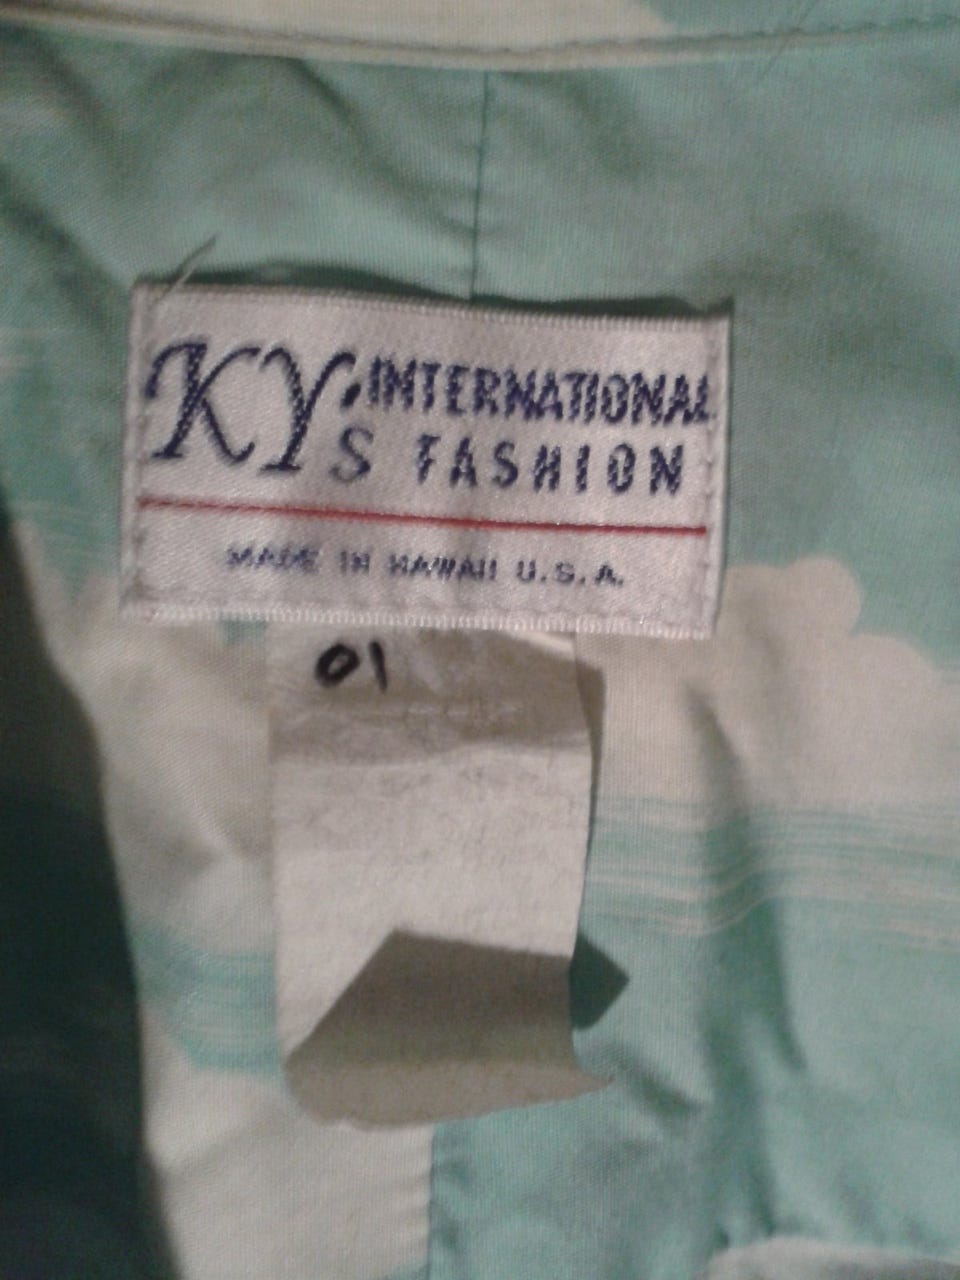 KY's INTERNATIONAL
FASHION
MADE IN HAWAII U.S.A.
01